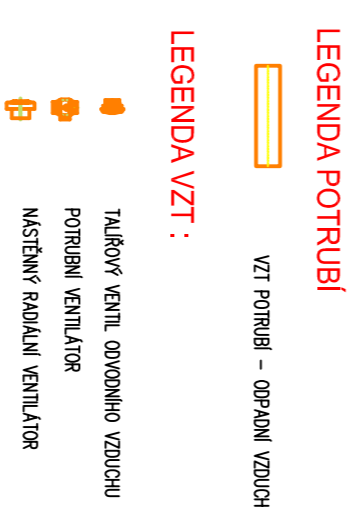 LEGENDA POTRUBÍ
VZT POTRUBÍ – ODPADNÍ VZDUCH
LEGENDA VZT :
TALÍŘOVÝ VENTIL ODVODNÍHO VZDUCHU
POTRUBNÍ VENTILÁTOR
NÁSTĚNNÝ RADIÁLNÍ VENTILÁTOR